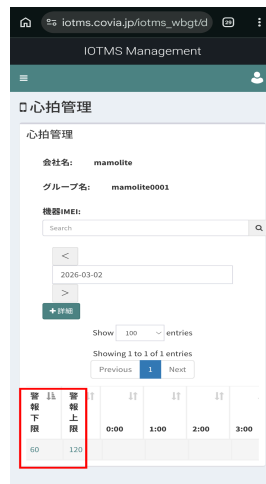 iotms.covia.jp/iotms_wbgt/d
29
IOTMS Management
心拍管理
心拍管理
会社名: mamolite
グループ名: mamolite0001
機器IMEI:
Search
<
2026-03-02
>
+詳細
Show 100 entries
Showing 1 to 1 of 1 entries
Previous 1 Next
警報下限 警報上限 0:00 1:00 2:00 3:00
60 120